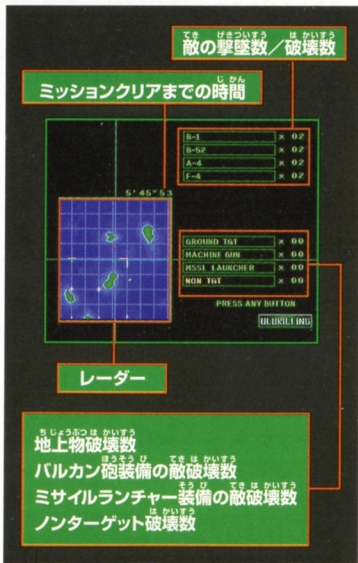 敵の撃墜数／破壊数
ミッションクリアまでの時間
B-1 × 02
B-52 × 02
A-4 × 02
F-4 × 02
5'45"53
GROUND TGT × 00
MACHINE GUN × 00
MSSL LAUNCHER × 00
NON TGT × 00
PRESS ANY BUTTON
レーダー
地上物破壊数
バルカン砲装備の敵破壊数
ミサイルランチャー装備の敵破壊数
ノンターゲット破壊数